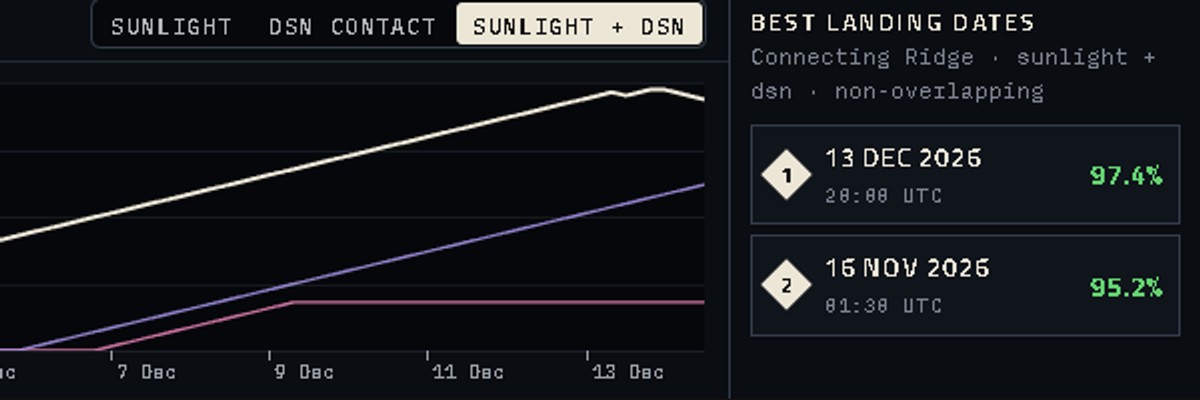 SUNLIGHT DSN CONTACT SUNLIGHT + DSN
7 Dec
9 Dec
11 Dec
13 Dec
BEST LANDING DATES
Connecting Ridge · sunlight +
dsn · non-overlapping
1
13 DEC 2026
20:00 UTC
97.4%
2
16 NOV 2026
01:30 UTC
95.2%